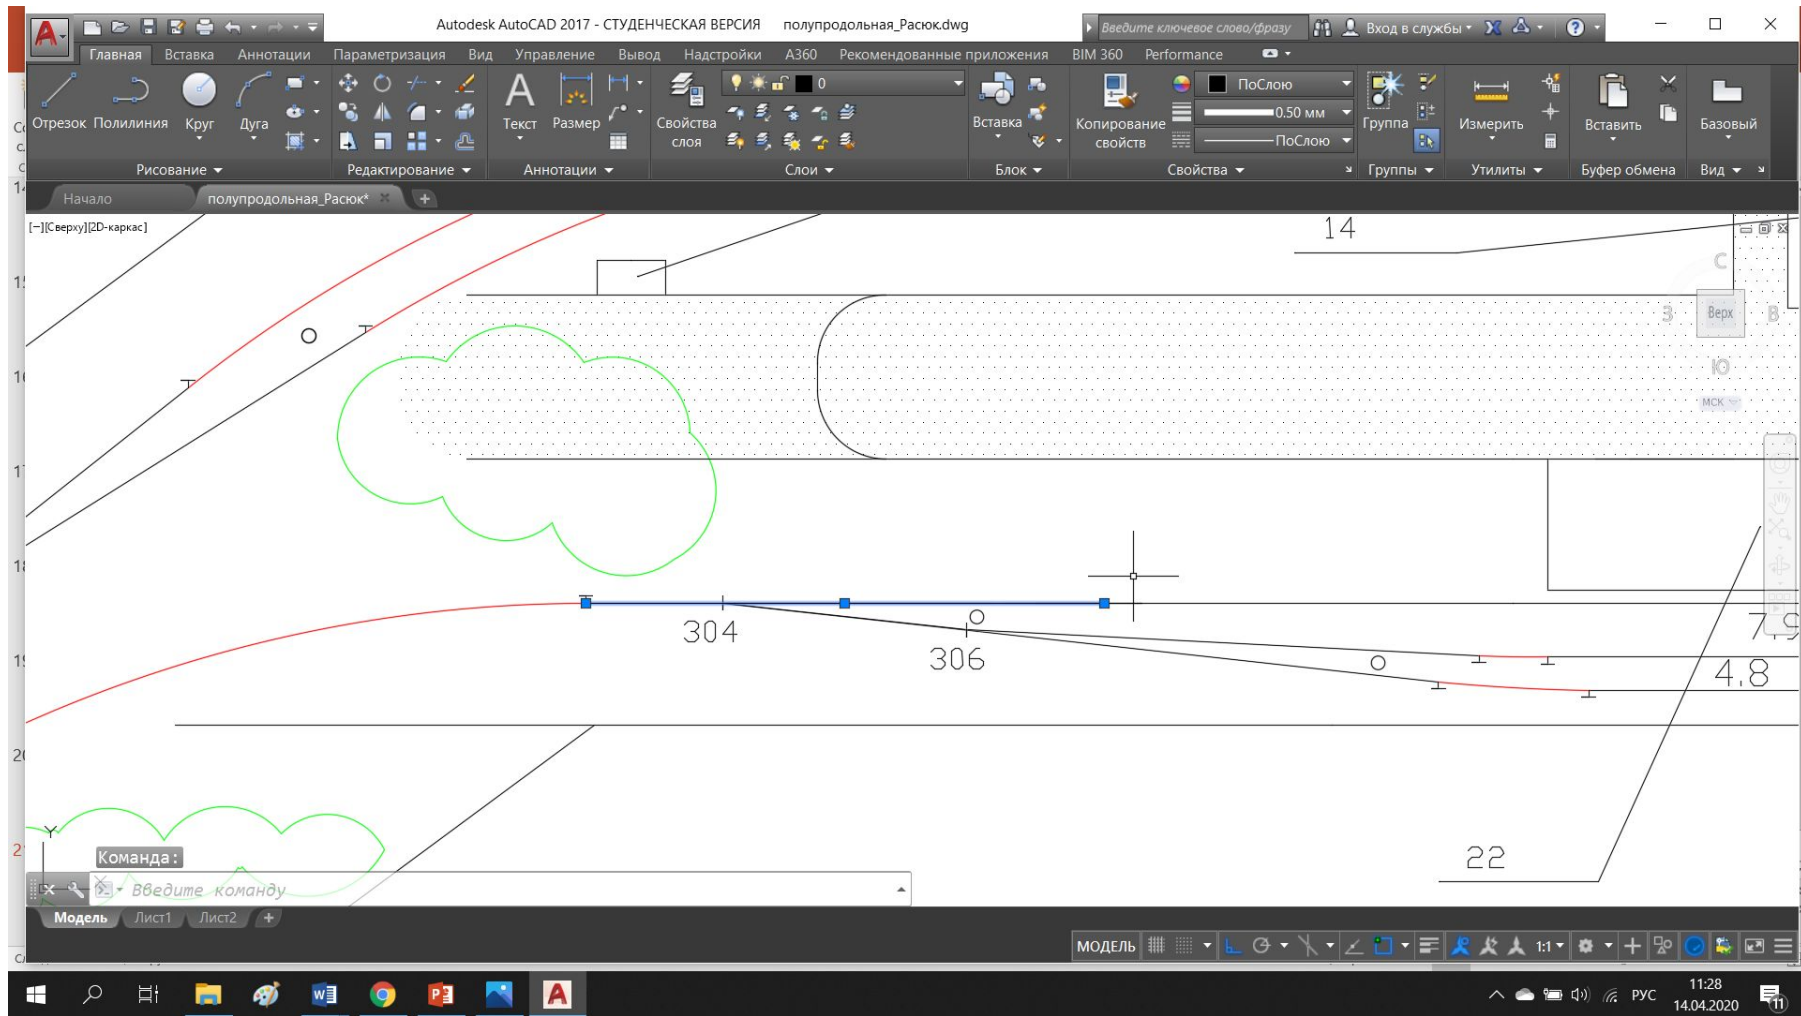 Autodesk AutoCAD 2017 - СТУДЕНЧЕСКАЯ ВЕРСИЯ полупродольная_Расюк.dwg
Введите ключевое слово/фразу
Вход в службы
Главная Вставка Аннотации Параметризация Вид Управление Вывод Надстройки A360 Рекомендованные приложения BIM 360 Performance
0
ПоСлою
0.50 мм
ПоСлою
Отрезок Полилиния Круг Дуга
Текст Размер
Свойства слоя
Вставка
Копирование свойств
Группа
Измерить
Вставить
Базовый
Рисование Редактирование Аннотации Слои Блок Свойства Группы Утилиты Буфер обмена Вид
Начало полупродольная_Расюк*
[−][Сверху][2D-каркас]
14
С
З Верх В
Ю
МСК
304
306
7.9
4.8
22
Y
X
Команда:
Введите команду
Модель Лист1 Лист2
МОДЕЛЬ
1:1
РУС
11:28
14.04.2020
11